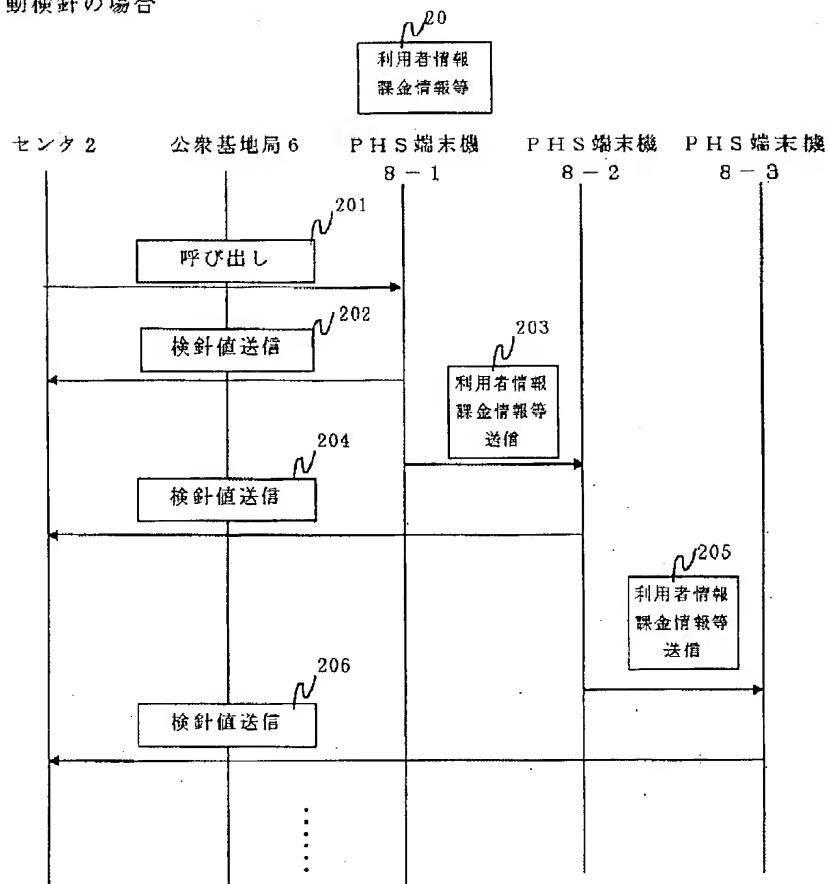 動検針の場合
20
利用者情報
課金情報等
センタ2 公衆基地局6 PHS端末機 PHS端末機 PHS端末機
8-1 8-2 8-3
201
呼び出し
202
検針値送信
203
利用者情報
課金情報等
送信
204
検針値送信
205
利用者情報
課金情報等
送信
206
検針値送信